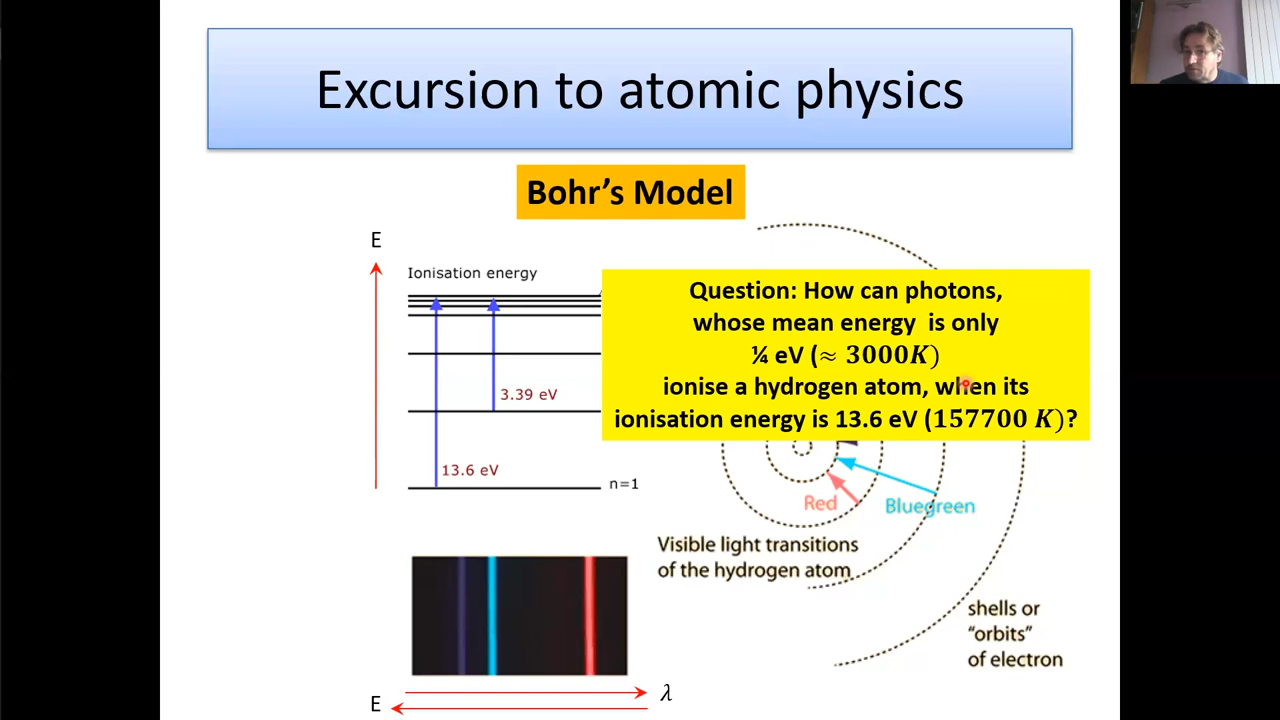 Excursion to atomic physics
Bohr's Model
E
Ionisation energy
3.39 eV
13.6 eV
n=1
Question: How can photons,
whose mean energy is only
¼ eV (≈ 3000K)
ionise a hydrogen atom, when its
ionisation energy is 13.6 eV (157700 K)?
Red
Bluegreen
Visible light transitions
of the hydrogen atom
shells or
"orbits"
of electron
λ
E